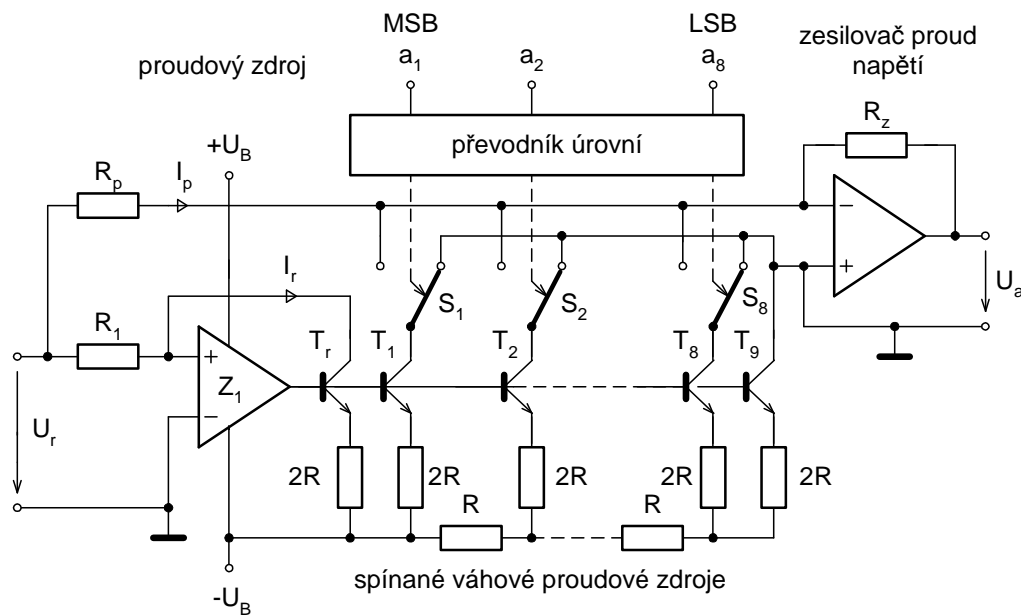 MSB
LSB
zesilovač proud
napětí
proudový zdroj
a1
a2
a8
Rz
převodník úrovní
+UB
Rp
Ip
−
+
Ir
S1
S2
S8
Ua
R1
Tr
T1
T2
T8
T9
+
Z1
−
Ur
2R
2R
2R
2R
2R
R
R
spínané váhové proudové zdroje
-UB